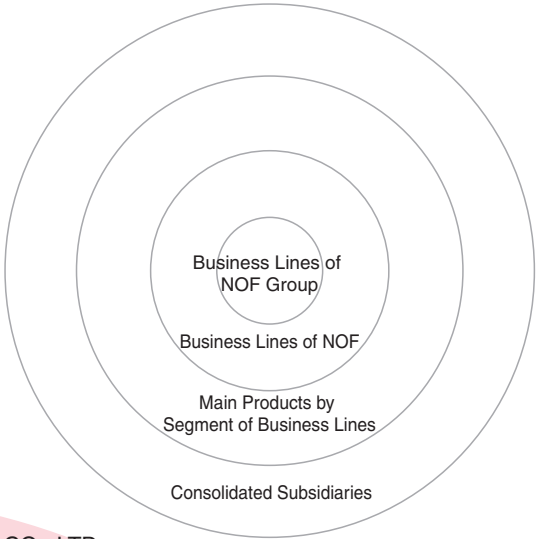 Business Lines of
NOF Group
Business Lines of NOF
Main Products by
Segment of Business Lines
Consolidated Subsidiaries